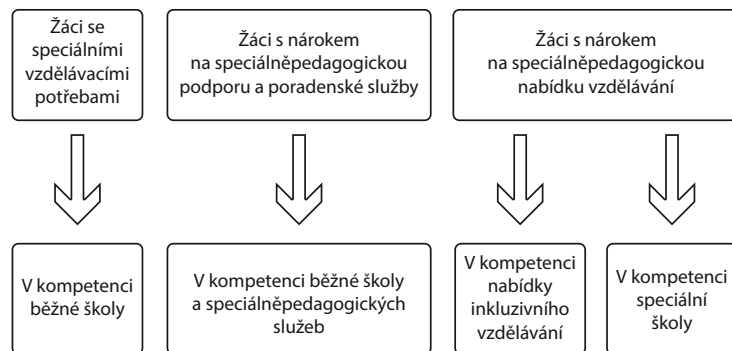 Žáci se
speciálními
vzdělávacími
potřebami
Žáci s nárokem
na speciálněpedagogickou
podporu a poradenské služby
Žáci s nárokem
na speciálněpedagogickou
nabídku vzdělávání
V kompetenci
běžné školy
V kompetenci běžné školy
a speciálněpedagogických
služeb
V kompetenci
nabídky
inkluzivního
vzdělávání
V kompetenci
speciální
školy